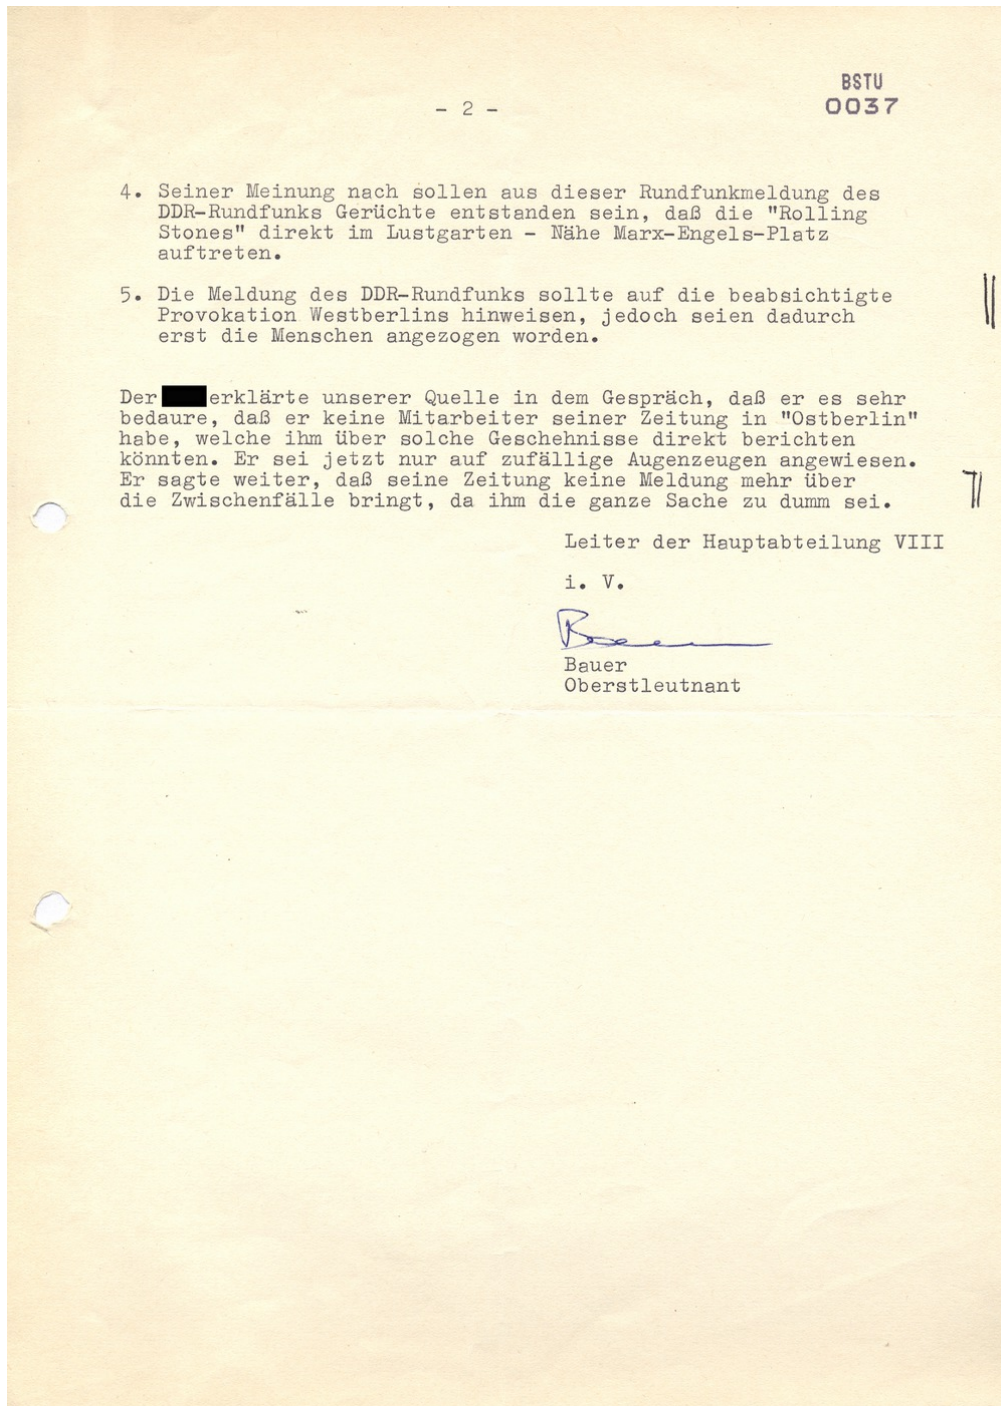 BSTU
0037
- 2 -
4. Seiner Meinung nach sollen aus dieser Rundfunkmeldung des
DDR-Rundfunks Gerüchte entstanden sein, daß die "Rolling
Stones" direkt im Lustgarten - Nähe Marx-Engels-Platz
auftreten.
5. Die Meldung des DDR-Rundfunks sollte auf die beabsichtigte
Provokation Westberlins hinweisen, jedoch seien dadurch
erst die Menschen angezogen worden.
Der erklärte unserer Quelle in dem Gespräch, daß er es sehr
bedaure, daß er keine Mitarbeiter seiner Zeitung in "Ostberlin"
habe, welche ihm über solche Geschehnisse direkt berichten
könnten. Er sei jetzt nur auf zufällige Augenzeugen angewiesen.
Er sagte weiter, daß seine Zeitung keine Meldung mehr über
die Zwischenfälle bringt, da ihm die ganze Sache zu dumm sei.
Leiter der Hauptabteilung VIII
i. V.
Bauer
Oberstleutnant